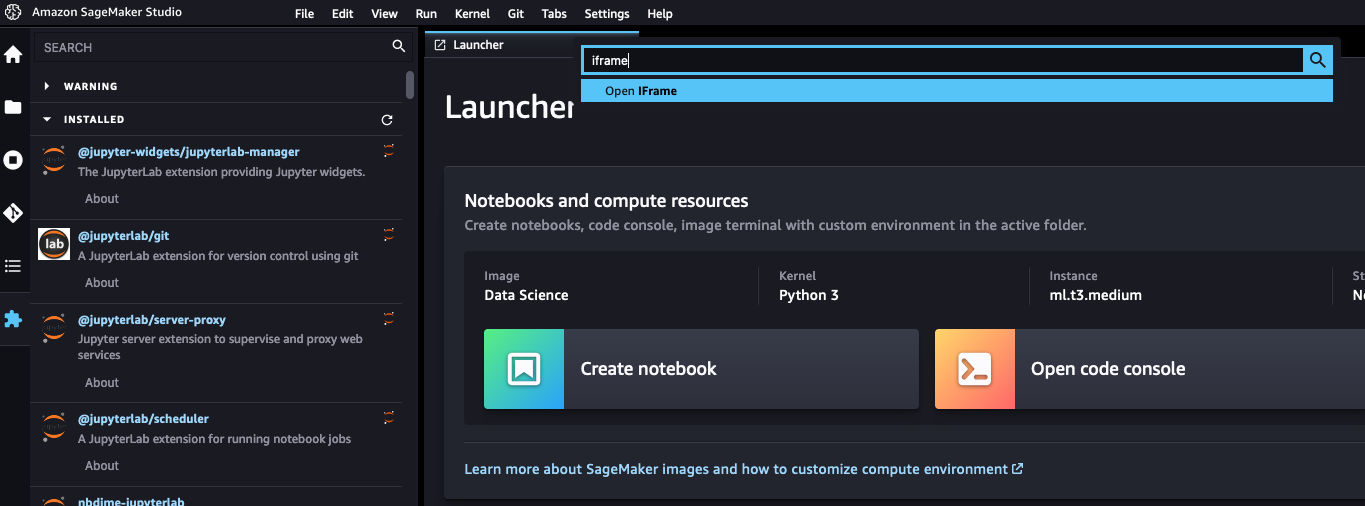 Amazon SageMaker Studio
File Edit View Run Kernel Git Tabs Settings Help
SEARCH
WARNING
INSTALLED
@jupyter-widgets/jupyterlab-manager
The JupyterLab extension providing Jupyter widgets.
About
lab
@jupyterlab/git
A JupyterLab extension for version control using git
About
@jupyterlab/server-proxy
Jupyter server extension to supervise and proxy web
services
About
@jupyterlab/scheduler
A JupyterLab extension for running notebook jobs
About
nbdime-jupyterlab
Launcher
iframe
Open IFrame
Launcher
Notebooks and compute resources
Create notebooks, code console, image terminal with custom environment in the active folder.
Image
Data Science
Kernel
Python 3
Instance
ml.t3.medium
Create notebook
Open code console
Learn more about SageMaker images and how to customize compute environment